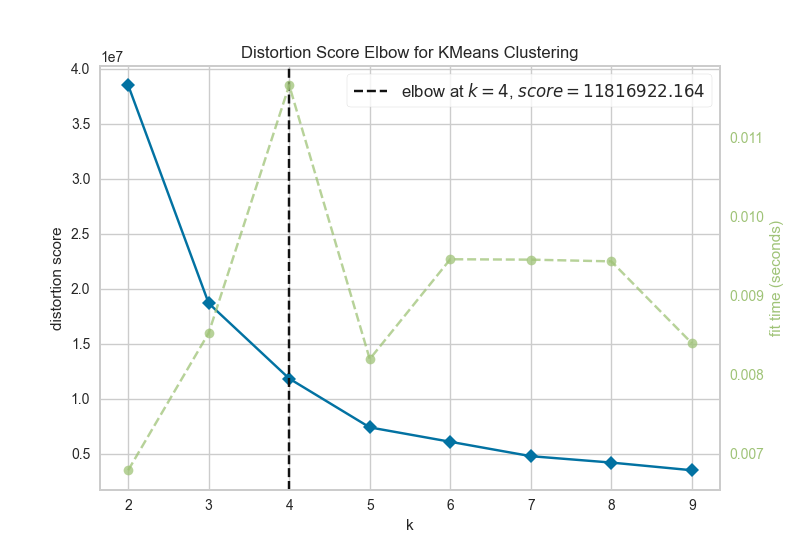 Distortion Score Elbow for KMeans Clustering
1e7
elbow at k = 4, score = 11816922.164
4.0
3.5
3.0
2.5
2.0
1.5
1.0
0.5
distortion score
0.011
0.010
0.009
0.008
0.007
fit time (seconds)
2 3 4 5 6 7 8 9
k